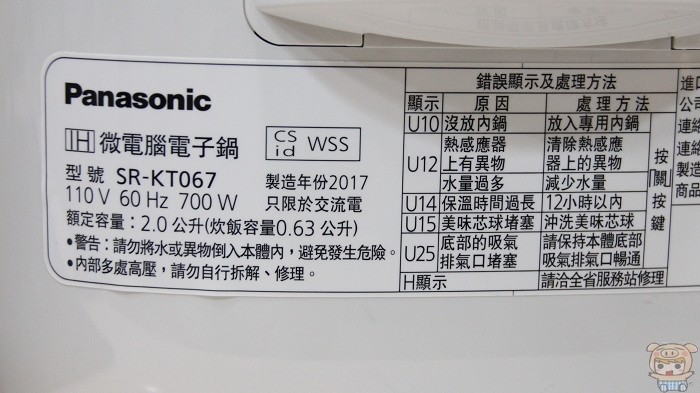 Panasonic
IH 微電腦電子鍋
CS
id WSS
型號 SR-KT067
製造年份2017
110 V 60 Hz 700 W
只限於交流電
額定容量：2.0 公升(炊飯容量0.63 公升)
•警告：請勿將水或異物倒入本體內，避免發生危險。
•內部多處高壓，請勿自行拆解、修理。
錯誤顯示及處理方法
顯示 原因 處理方法
U10 沒放內鍋 放入專用內鍋
U12 熱感應器 清除熱感應
上有異物 器上的異物
水量過多 減少水量
U14 保溫時間過長 12小時以內
U15 美味芯球堵塞 沖洗美味芯球
U25 底部的吸氣 請保持本體底部
排氣口堵塞 吸氣排氣口暢通
按「關」按鍵
H顯示 請洽全省服務站修理
進口
公司
連絡
連絡
製造
商品